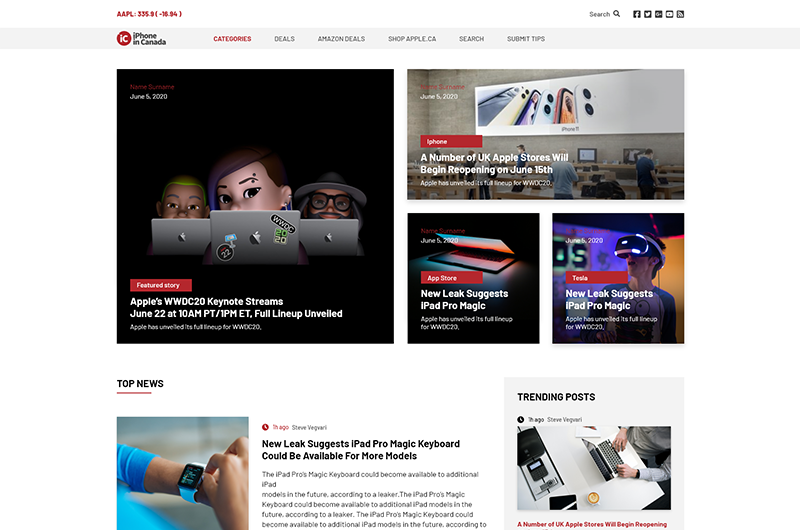 AAPL: 335.9 ( -16.94 )
Search
iC iPhone
in Canada
CATEGORIES
DEALS
AMAZON DEALS
SHOP APPLE.CA
SEARCH
SUBMIT TIPS
Name Surname
June 5, 2020
WWDC
20
22
Featured story
Apple's WWDC20 Keynote Streams
June 22 at 10AM PT/1PM ET, Full Lineup Unveiled
Apple has unveiled its full lineup for WWDC20.
Name Surname
June 5, 2020
iPhone 11
Iphone
A Number of UK Apple Stores Will
Begin Reopening on June 15th
Apple has unveiled its full lineup for WWDC20.
Name Surname
June 5, 2020
App Store
New Leak Suggests
iPad Pro Magic
Apple has unveiled its full lineup
for WWDC20.
Name Surname
June 5, 2020
Tesla
New Leak Suggests
iPad Pro Magic
Apple has unveiled its full lineup
for WWDC20.
TOP NEWS
1h ago Steve Vegvari
New Leak Suggests iPad Pro Magic Keyboard
Could Be Available For More Models
The iPad Pro's Magic Keyboard could become available to additional
iPad
models in the future, according to a leaker.The iPad Pro's Magic
Keyboard could become available to additional iPad models in the
future, according to a leaker. The iPad Pro's Magic Keyboard could
become available to additional iPad models in the future, according to
TRENDING POSTS
1h ago Steve Vegvari
A Number of UK Apple Stores Will Begin Reopening